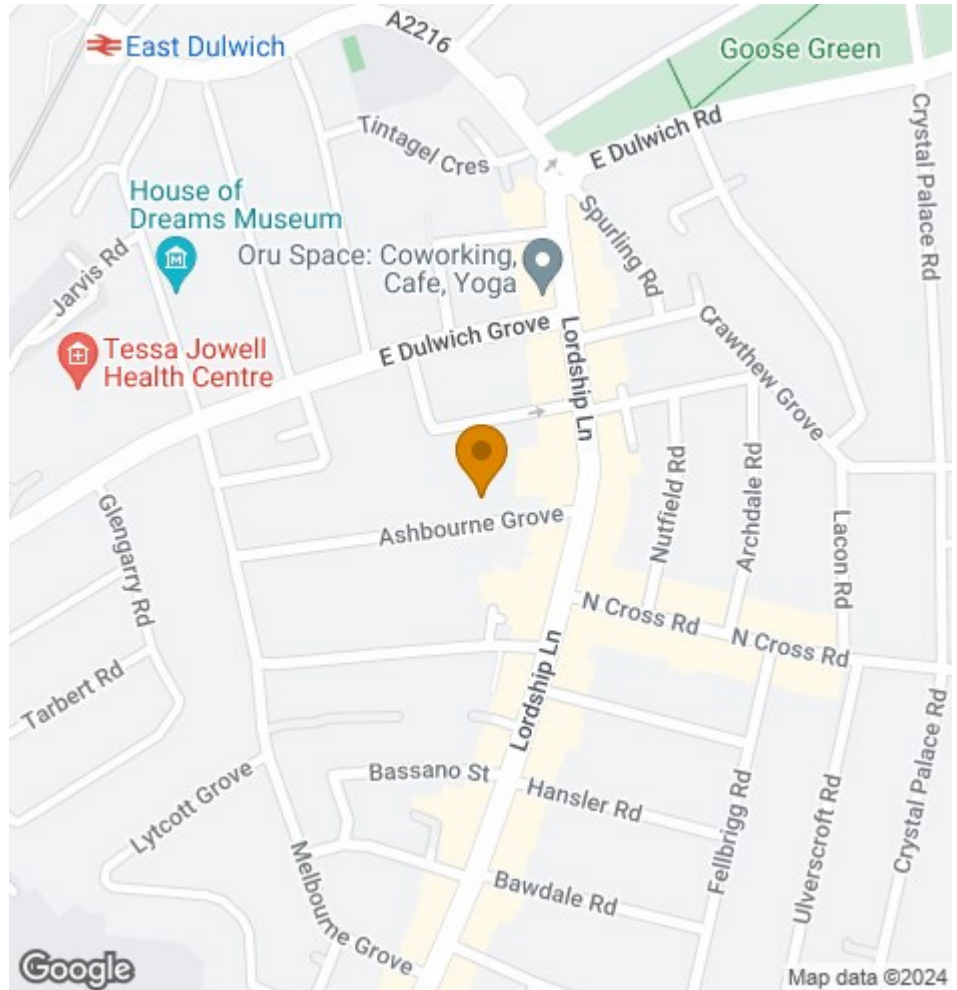 A2216
East Dulwich
Goose Green
Tintagel Cres
E Dulwich Rd
Crystal Palace Rd
House of
Dreams Museum
M
Spurling Rd
Jarvis Rd
Oru Space: Coworking,
Cafe, Yoga
E Dulwich Grove
Lordship Ln
Crawthew Grove
Tessa Jowell
Health Centre
Nutfield Rd
Archdale Rd
Glengarry Rd
Ashbourne Grove
Lacon Rd
N Cross Rd
N Cross Rd
Tarbert Rd
Lordship Ln
Bassano St
Hansler Rd
Lytcott Grove
Fellbrigg Rd
Ulverscroft Rd
Crystal Palace Rd
Melbourne Grove
Bawdale Rd
Google
Map data ©2024